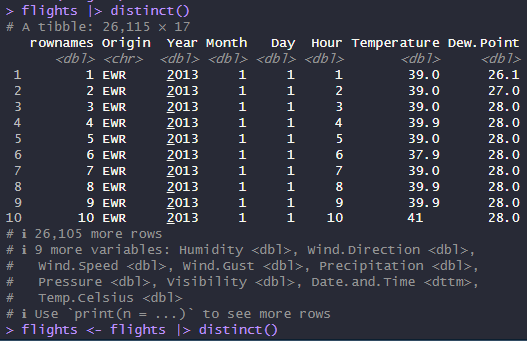 > flights |> distinct()
# A tibble: 26,115 × 17
rownames Origin Year Month Day Hour Temperature Dew.Point
<dbl> <chr> <dbl> <dbl> <dbl> <dbl> <dbl> <dbl>
1 1 EWR 2013 1 1 1 39.0 26.1
2 2 EWR 2013 1 1 2 39.0 27.0
3 3 EWR 2013 1 1 3 39.0 28.0
4 4 EWR 2013 1 1 4 39.9 28.0
5 5 EWR 2013 1 1 5 39.0 28.0
6 6 EWR 2013 1 1 6 37.9 28.0
7 7 EWR 2013 1 1 7 39.0 28.0
8 8 EWR 2013 1 1 8 39.9 28.0
9 9 EWR 2013 1 1 9 39.9 28.0
10 10 EWR 2013 1 1 10 41 28.0
# ℹ 26,105 more rows
# ℹ 9 more variables: Humidity <dbl>, Wind.Direction <dbl>,
# Wind.Speed <dbl>, Wind.Gust <dbl>, Precipitation <dbl>,
# Pressure <dbl>, Visibility <dbl>, Date.and.Time <dttm>,
# Temp.Celsius <dbl>
# ℹ Use `print(n = ...)` to see more rows
> flights <- flights |> distinct()